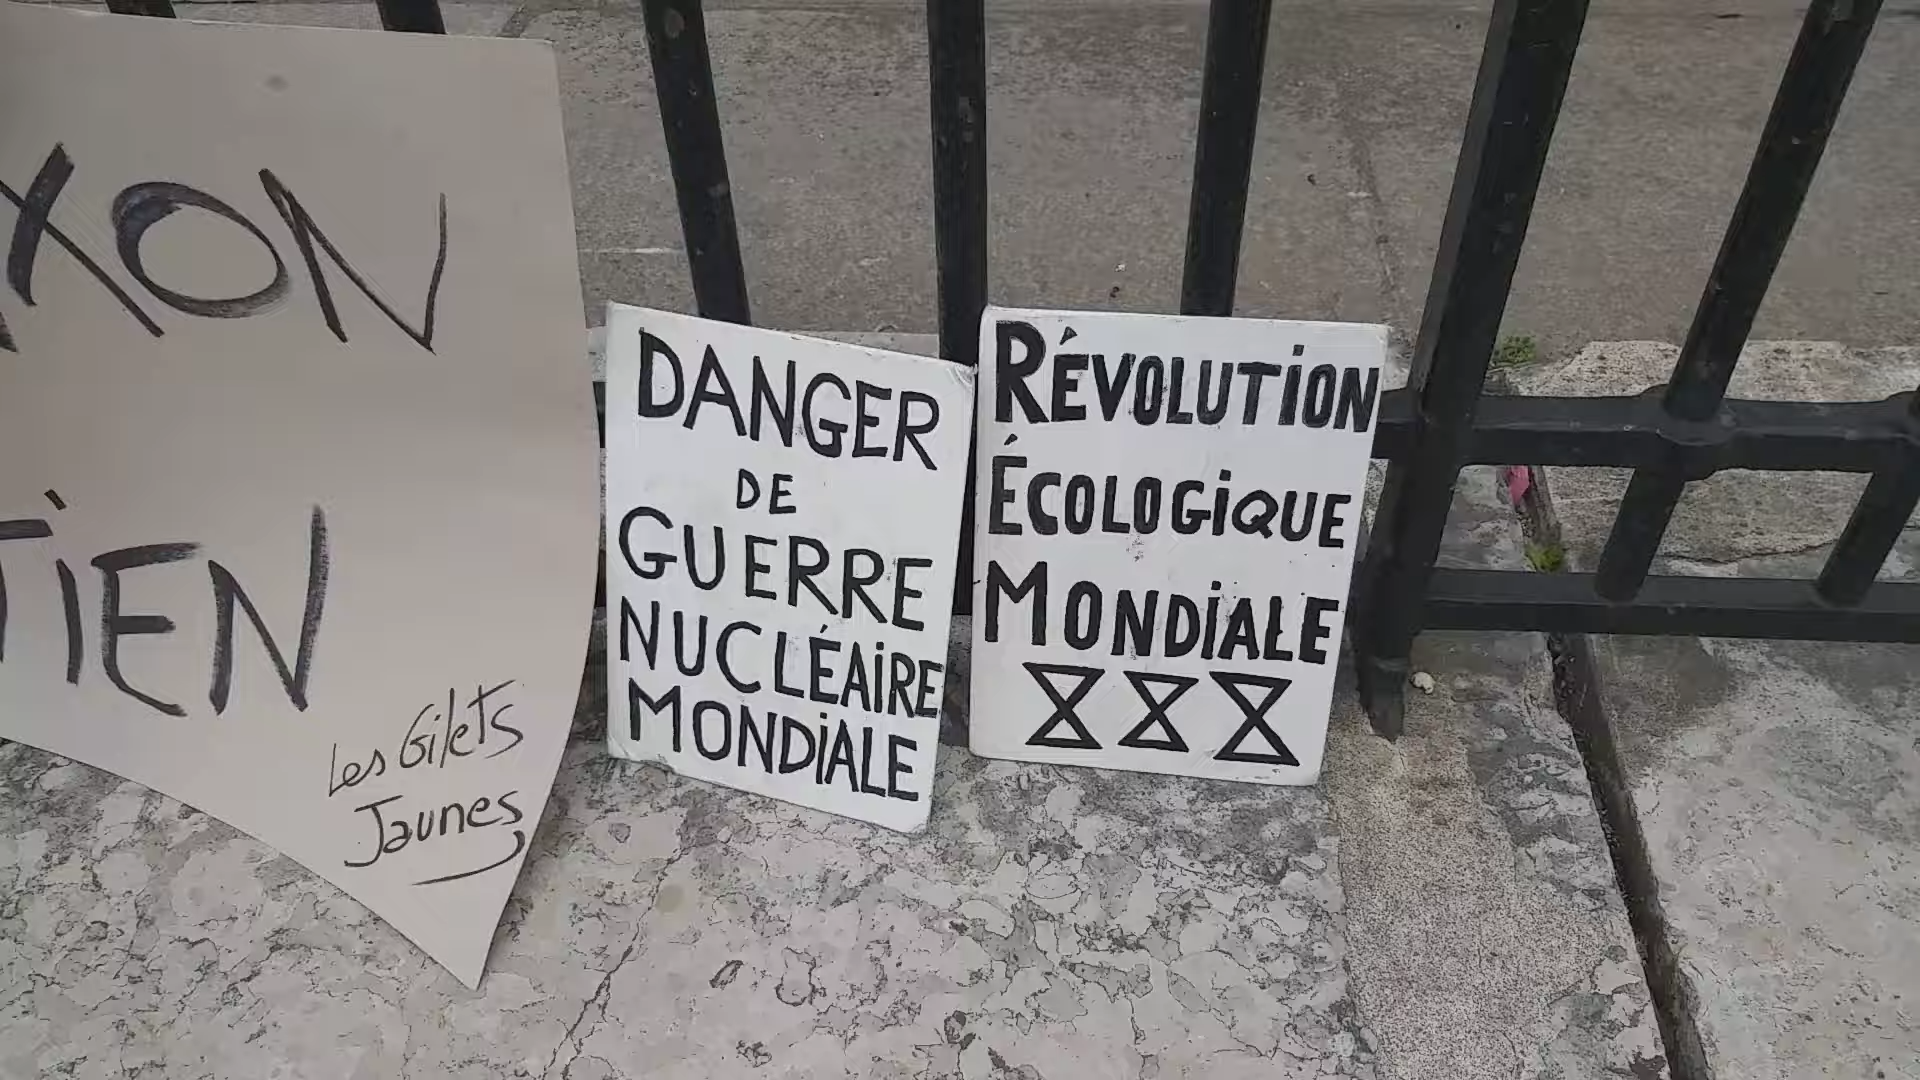 XON
TIEN
Les Gilets
Jaunes
DANGER
DE
GUERRE
NUCLÉAIRE
MONDIALE
RÉVOLUTION
ÉCOLOGIQUE
MONDIALE